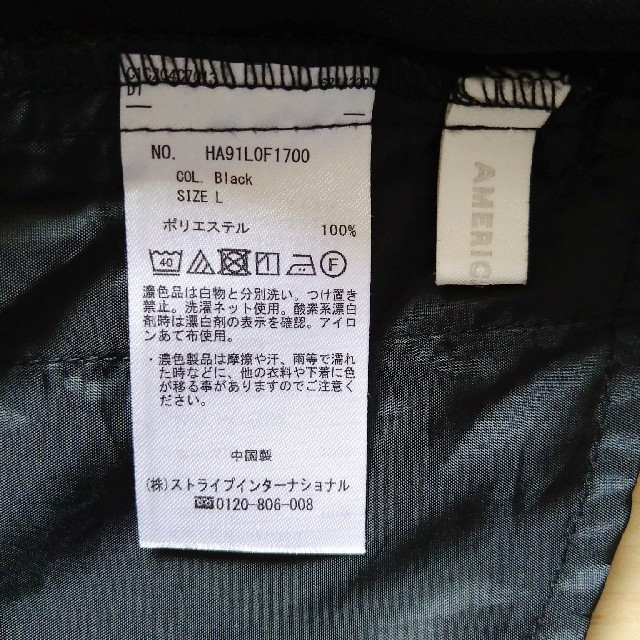 NO. HA91L0F1700
COL. Black
SIZE L
ポリエステル 100%
40 F
濃色品は白物と分別洗い。つけ置き
禁止。洗濯ネット使用。酸素系漂白
剤時は漂白剤の表示を確認。アイロ
ンあて布使用。
・濃色製品は摩擦や汗、雨等で濡れ
た時などに、他の衣料や下着に色
が移る事がありますのでご注意く
ださい。
中国製
(株)ストライプインターナショナル
0120-806-008
AMERIC